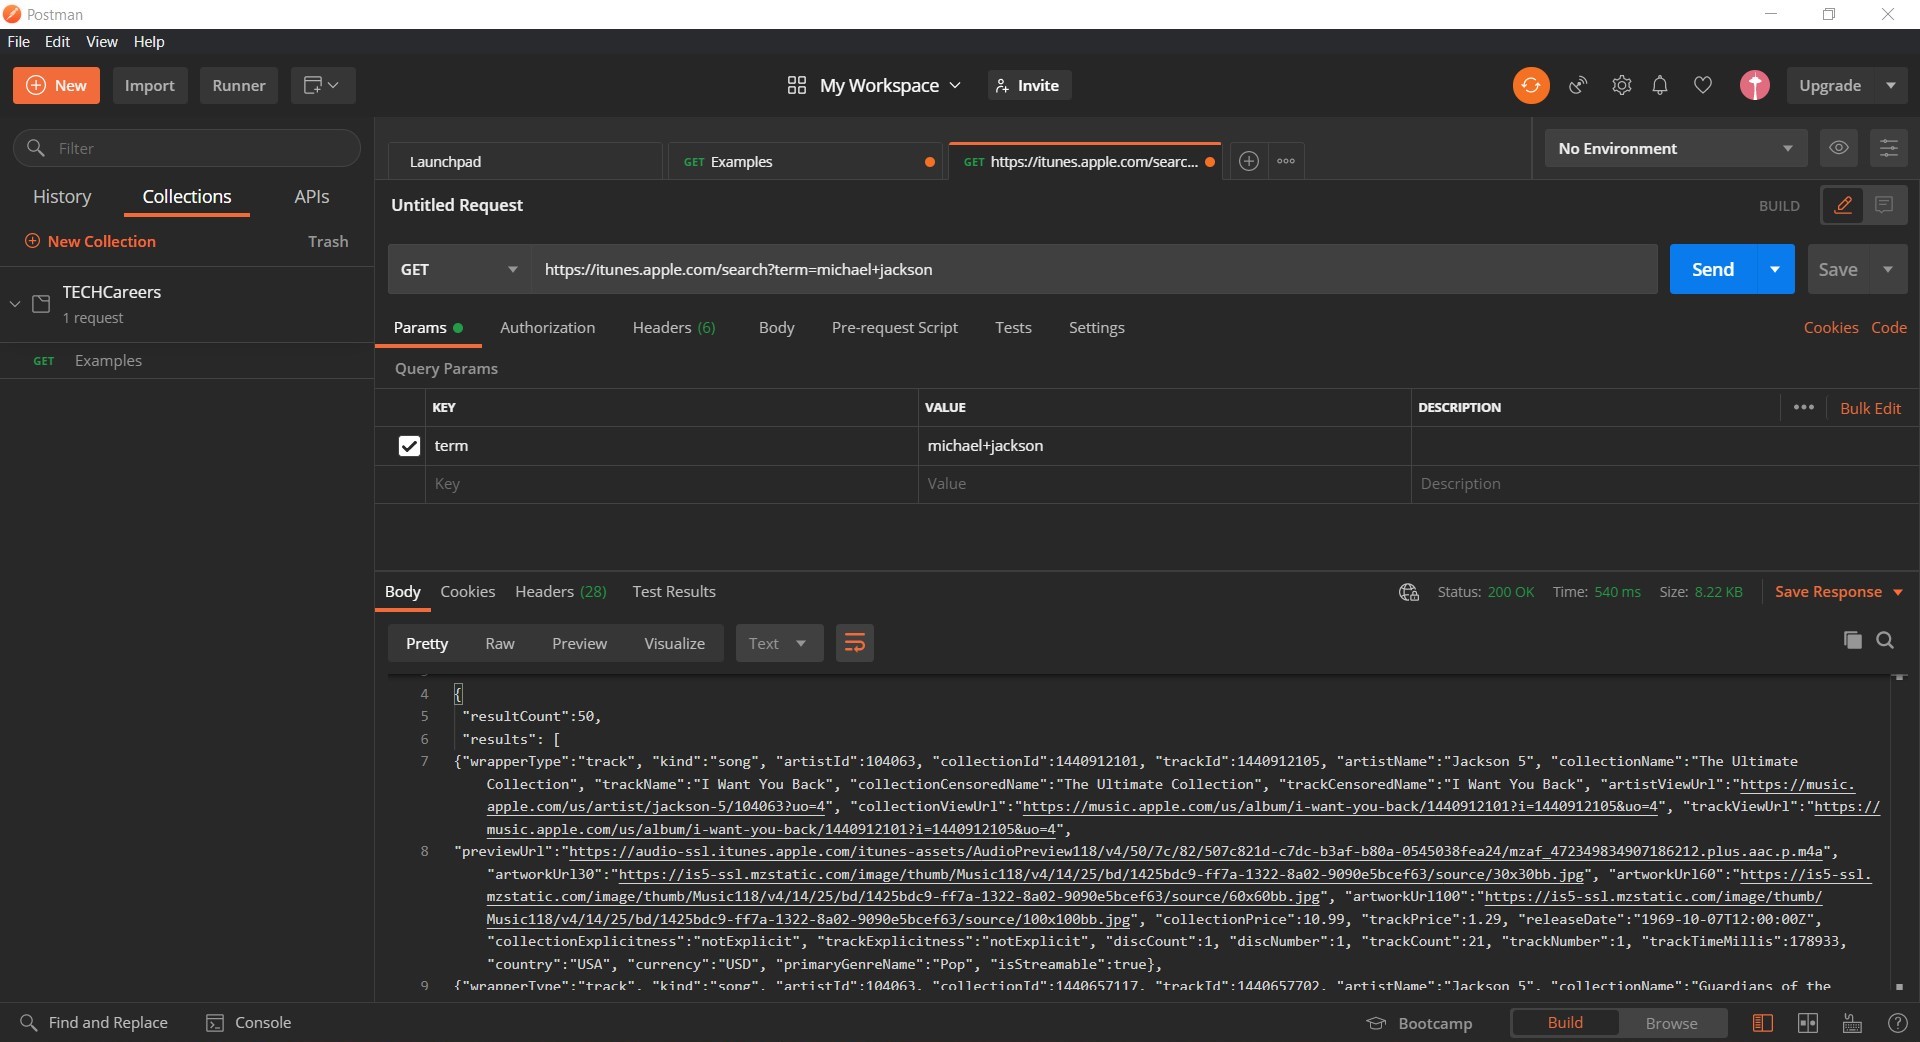 Postman
File Edit View Help
New Import Runner My Workspace Invite Upgrade
Filter
History Collections APIs
New Collection Trash
TECHCareers
1 request
GET Examples
Launchpad GET Examples GET https://itunes.apple.com/searc... No Environment
Untitled Request BUILD
GET https://itunes.apple.com/search?term=michael+jackson Send Save
Params Authorization Headers (6) Body Pre-request Script Tests Settings Cookies Code
Query Params
KEY VALUE DESCRIPTION ••• Bulk Edit
term michael+jackson
Key Value Description
Body Cookies Headers (28) Test Results Status: 200 OK Time: 540 ms Size: 8.22 KB Save Response
Pretty Raw Preview Visualize Text
4 {
5 "resultCount":50,
6 "results": [
7 {"wrapperType":"track", "kind":"song", "artistId":104063, "collectionId":1440912101, "trackId":1440912105, "artistName":"Jackson 5", "collectionName":"The Ultimate
Collection", "trackName":"I Want You Back", "collectionCensoredName":"The Ultimate Collection", "trackCensoredName":"I Want You Back", "artistViewUrl":"https://music.
apple.com/us/artist/jackson-5/104063?uo=4", "collectionViewUrl":"https://music.apple.com/us/album/i-want-you-back/1440912101?i=1440912105&uo=4", "trackViewUrl":"https://
music.apple.com/us/album/i-want-you-back/1440912101?i=1440912105&uo=4",
8 "previewUrl":"https://audio-ssl.itunes.apple.com/itunes-assets/AudioPreview118/v4/50/7c/82/507c821d-c7dc-b3af-b80a-0545038fea24/mzaf_472349834907186212.plus.aac.p.m4a",
"artworkUrl30":"https://is5-ssl.mzstatic.com/image/thumb/Music118/v4/14/25/bd/1425bdc9-ff7a-1322-8a02-9090e5bcef63/source/30x30bb.jpg", "artworkUrl60":"https://is5-ssl.
mzstatic.com/image/thumb/Music118/v4/14/25/bd/1425bdc9-ff7a-1322-8a02-9090e5bcef63/source/60x60bb.jpg", "artworkUrl100":"https://is5-ssl.mzstatic.com/image/thumb/
Music118/v4/14/25/bd/1425bdc9-ff7a-1322-8a02-9090e5bcef63/source/100x100bb.jpg", "collectionPrice":10.99, "trackPrice":1.29, "releaseDate":"1969-10-07T12:00:00Z",
"collectionExplicitness":"notExplicit", "trackExplicitness":"notExplicit", "discCount":1, "discNumber":1, "trackCount":21, "trackNumber":1, "trackTimeMillis":178933,
"country":"USA", "currency":"USD", "primaryGenreName":"Pop", "isStreamable":true},
9 {"wrapperType":"track", "kind":"song", "artistId":104063, "collectionId":1440657117, "trackId":1440657702, "artistName":"Jackson 5", "collectionName":"Guardians of the
Find and Replace Console Bootcamp Build Browse